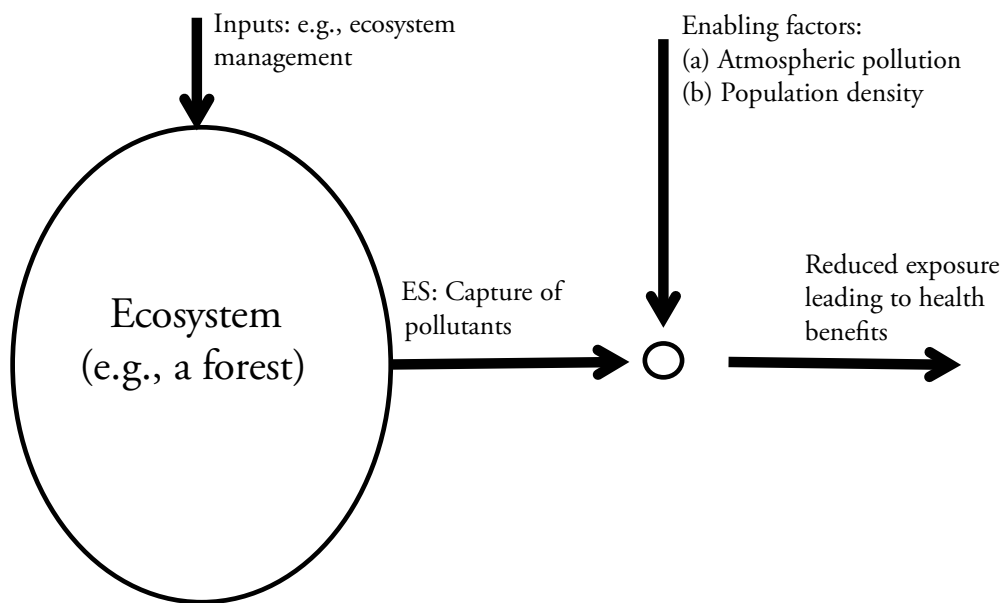 Inputs: e.g., ecosystem
management
Enabling factors:
(a) Atmospheric pollution
(b) Population density
Ecosystem
(e.g., a forest)
ES: Capture of
pollutants
Reduced exposure
leading to health
benefits